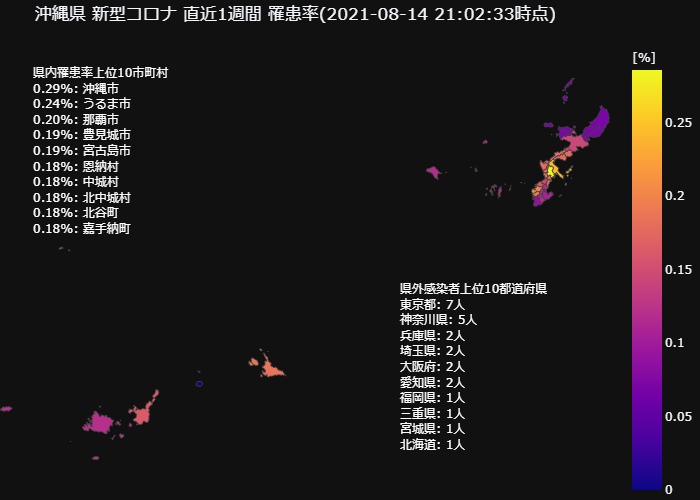 沖縄県 新型コロナ 直近1週間 罹患率(2021-08-14 21:02:33時点)
[%]
県内罹患率上位10市町村
0.29%: 沖縄市
0.24%: うるま市
0.20%: 那覇市
0.19%: 豊見城市
0.19%: 宮古島市
0.18%: 恩納村
0.18%: 中城村
0.18%: 北中城村
0.18%: 北谷町
0.18%: 嘉手納町
県外感染者上位10都道府県
東京都: 7人
神奈川県: 5人
兵庫県: 2人
埼玉県: 2人
大阪府: 2人
愛知県: 2人
福岡県: 1人
三重県: 1人
宮城県: 1人
北海道: 1人
0.25
0.2
0.15
0.1
0.05
0